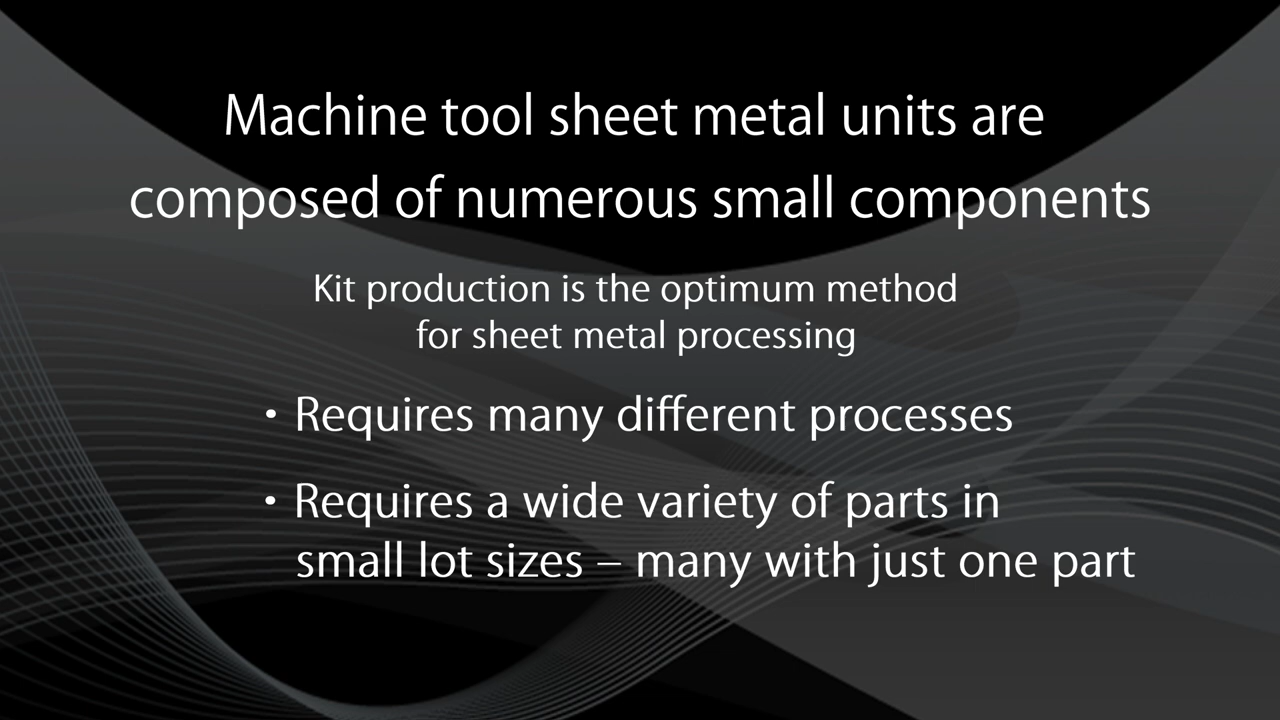 Machine tool sheet metal units are
composed of numerous small components
Kit production is the optimum method
for sheet metal processing
・Requires many different processes
・Requires a wide variety of parts in
small lot sizes – many with just one part